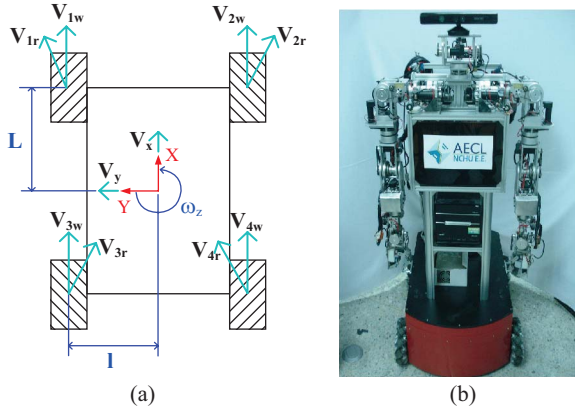 V1w
V1r
V2w
V2r
L
Vx
X
Vy
Y
ωz
V3w
V3r
V4w
V4r
l
(a)
AECL
NCHU E.E.
(b)